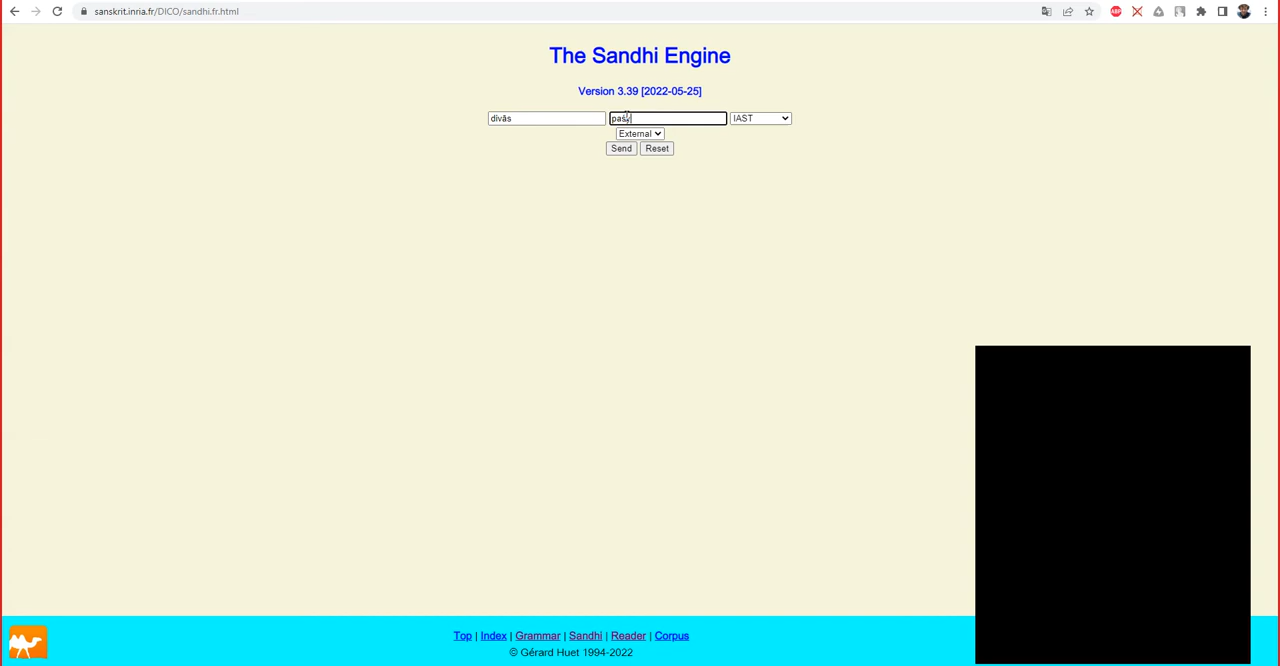 sanskrit.inria.fr/DICO/sandhi.fr.html
ABP
The Sandhi Engine
Version 3.39 [2022-05-25]
IAST
External
Send Reset
Top | Index | Grammar | Sandhi | Reader | Corpus
© Gérard Huet 1994-2022